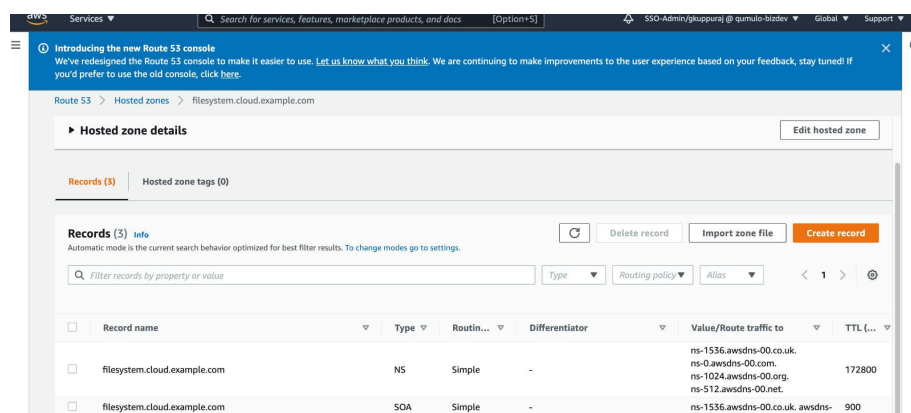 aws Services ▼ Search for services, features, marketplace products, and docs [Option+S] SSO-Admin/gkuppuraj @ qumulo-bizdev ▼ Global ▼ Support ▼
Introducing the new Route 53 console
We've redesigned the Route 53 console to make it easier to use. Let us know what you think. We are continuing to make improvements to the user experience based on your feedback, stay tuned! If
you'd prefer to use the old console, click here.
Route 53 > Hosted zones > filesystem.cloud.example.com
▶ Hosted zone details Edit hosted zone
Records (3) Hosted zone tags (0)
Records (3) Info Delete record Import zone file Create record
Automatic mode is the current search behavior optimized for best filter results. To change modes go to settings.
Filter records by property or value Type ▼ Routing policy ▼ Alias ▼ < 1 >
Record name Type Routin... Differentiator Value/Route traffic to TTL (...
ns-1536.awsdns-00.co.uk.
ns-0.awsdns-00.com.
filesystem.cloud.example.com NS Simple - 172800
ns-1024.awsdns-00.org.
ns-512.awsdns-00.net.
filesystem.cloud.example.com SOA Simple - ns-1536.awsdns-00.co.uk. awsdns- 900